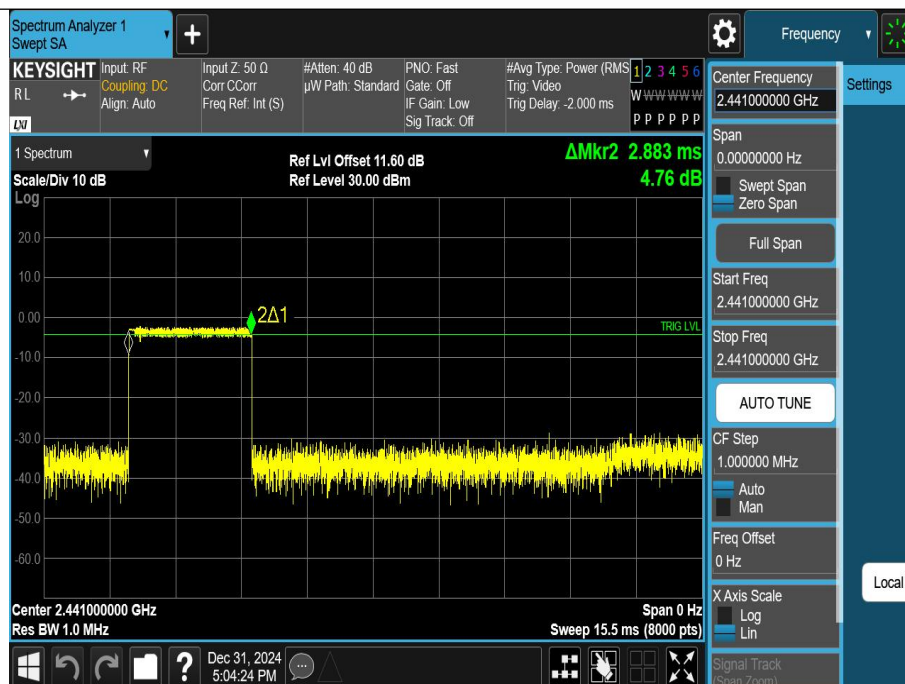 Spectrum Analyzer 1
Swept SA
Frequency
KEYSIGHT
R L
LXI
Input: RF
Coupling: DC
Align: Auto
Input Z: 50 Ω
Corr CCorr
Freq Ref: Int (S)
#Atten: 40 dB
µW Path: Standard
PNO: Fast
Gate: Off
IF Gain: Low
Sig Track: Off
#Avg Type: Power (RMS
Trig: Video
Trig Delay: -2.000 ms
1 2 3 4 5 6
W W W W W W
P P P P P P
1 Spectrum
Scale/Div 10 dB
Log
Ref Lvl Offset 11.60 dB
Ref Level 30.00 dBm
ΔMkr2 2.883 ms
4.76 dB
20.0
10.0
0.00
-10.0
-20.0
-30.0
-40.0
-50.0
-60.0
2Δ1
TRIG LVL
Center 2.441000000 GHz
Res BW 1.0 MHz
Span 0 Hz
Sweep 15.5 ms (8000 pts)
Dec 31, 2024
5:04:24 PM
Center Frequency
2.441000000 GHz
Span
0.00000000 Hz
Swept Span
Zero Span
Full Span
Start Freq
2.441000000 GHz
Stop Freq
2.441000000 GHz
AUTO TUNE
CF Step
1.000000 MHz
Auto
Man
Freq Offset
0 Hz
X Axis Scale
Log
Lin
Signal Track
(Span Zoom)
Settings
Local